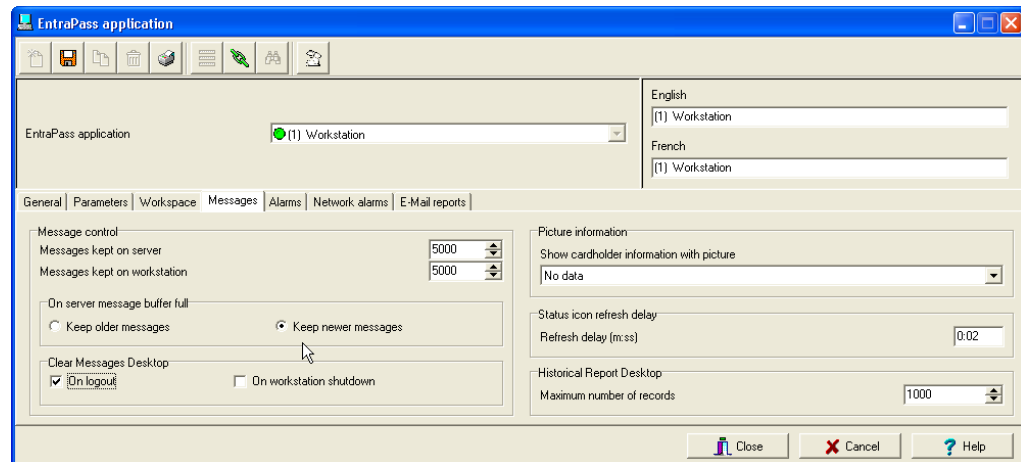 EntraPass application
English
(1) Workstation
EntraPass application
(1) Workstation
French
(1) Workstation
General
Parameters
Workspace
Messages
Alarms
Network alarms
E-Mail reports
Message control
Messages kept on server
5000
Messages kept on workstation
5000
On server message buffer full
Keep older messages
Keep newer messages
Clear Messages Desktop
On logout
On workstation shutdown
Picture information
Show cardholder information with picture
No data
Status icon refresh delay
Refresh delay (m:ss)
0:02
Historical Report Desktop
Maximum number of records
1000
Close
Cancel
Help